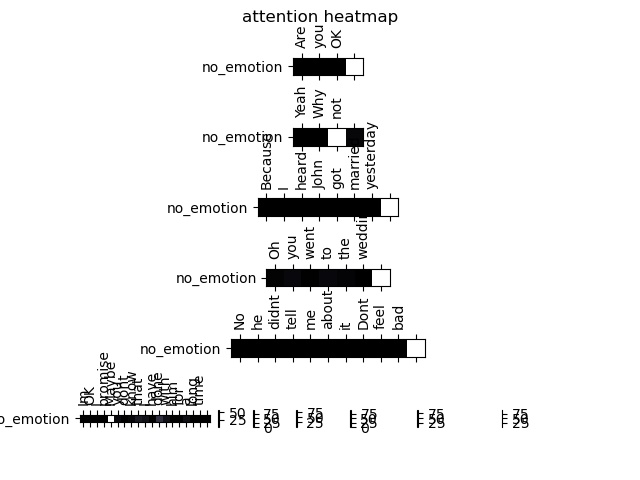 attention heatmap
Are you OK
no_emotion
Yeah Why not
no_emotion
Because I heard John got married yesterday
no_emotion
Oh you went to the wedding
no_emotion
No he didnt tell me about it Dont feel bad
no_emotion
Im OK promise Maybe you dont know that I have done with him for a long time
no_emotion
50 75 75 75 75 75
25 50 50 50 50 50
25 25 25 25 25
0 0